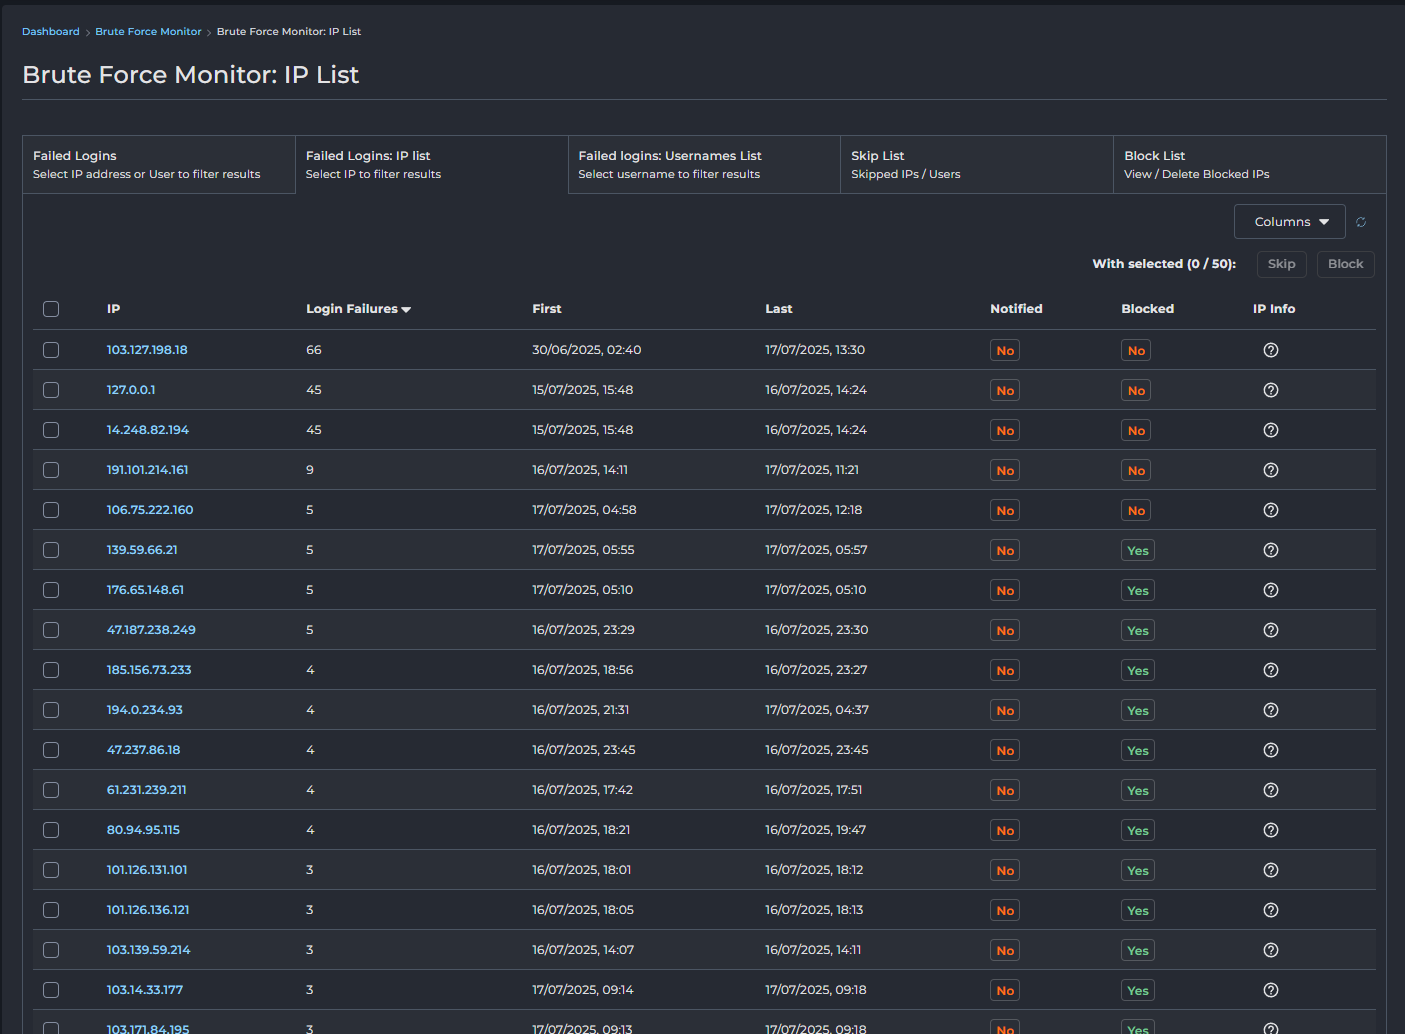 Dashboard > Brute Force Monitor > Brute Force Monitor: IP List
Brute Force Monitor: IP List
Failed Logins Failed Logins: IP list Failed logins: Usernames List Skip List Block List
Select IP address or User to filter results Select IP to filter results Select username to filter results Skipped IPs / Users View / Delete Blocked IPs
Columns
With selected (0 / 50): Skip Block
IP Login Failures First Last Notified Blocked IP Info
103.127.198.18 66 30/06/2025, 02:40 17/07/2025, 13:30 No No
127.0.0.1 45 15/07/2025, 15:48 16/07/2025, 14:24 No No
14.248.82.194 45 15/07/2025, 15:48 16/07/2025, 14:24 No No
191.101.214.161 9 16/07/2025, 14:11 17/07/2025, 11:21 No No
106.75.222.160 5 17/07/2025, 04:58 17/07/2025, 12:18 No No
139.59.66.21 5 17/07/2025, 05:55 17/07/2025, 05:57 No Yes
176.65.148.61 5 17/07/2025, 05:10 17/07/2025, 05:10 No Yes
47.187.238.249 5 16/07/2025, 23:29 16/07/2025, 23:30 No Yes
185.156.73.233 4 16/07/2025, 18:56 16/07/2025, 23:27 No Yes
194.0.234.93 4 16/07/2025, 21:31 17/07/2025, 04:37 No Yes
47.237.86.18 4 16/07/2025, 23:45 16/07/2025, 23:45 No Yes
61.231.239.211 4 16/07/2025, 17:42 16/07/2025, 17:51 No Yes
80.94.95.115 4 16/07/2025, 18:21 16/07/2025, 19:47 No Yes
101.126.131.101 3 16/07/2025, 18:01 16/07/2025, 18:12 No Yes
101.126.136.121 3 16/07/2025, 18:05 16/07/2025, 18:13 No Yes
103.139.59.214 3 16/07/2025, 14:07 16/07/2025, 14:11 No Yes
103.14.33.177 3 17/07/2025, 09:14 17/07/2025, 09:18 No Yes
103.171.84.195 3 17/07/2025, 09:13 17/07/2025, 09:18 No Yes